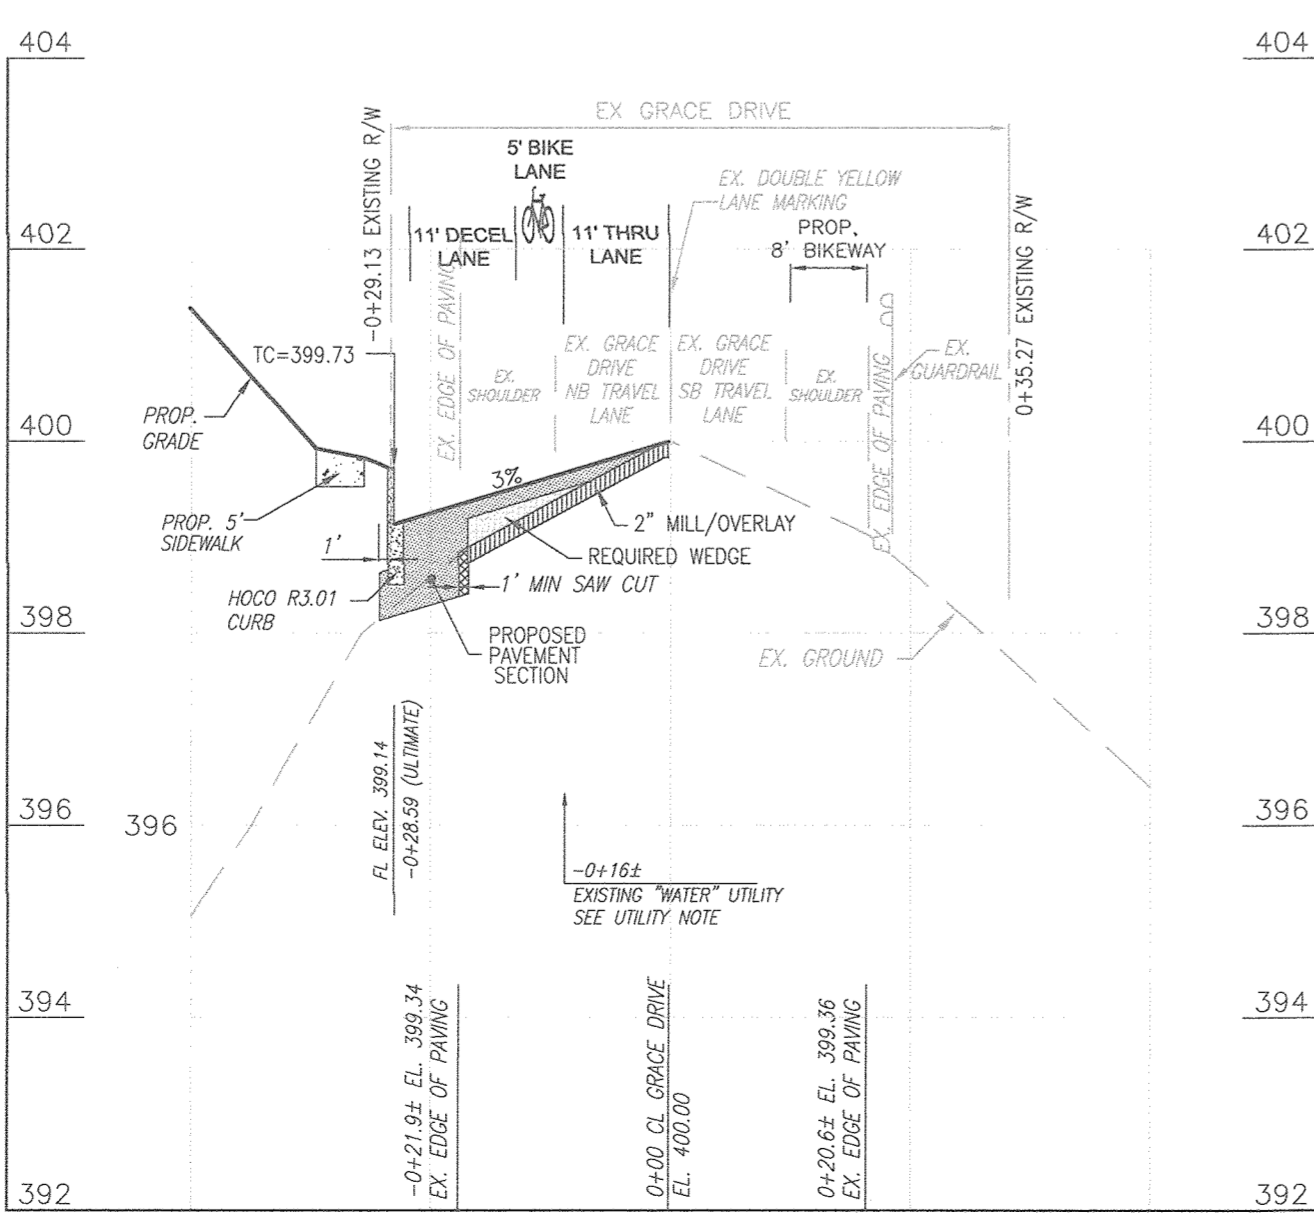 404
404
EX GRACE DRIVE
-0+29.13 EXISTING R/W
5' BIKE
LANE
EX. DOUBLE YELLOW
LANE MARKING
11' DECEL
LANE
11' THRU
LANE
PROP.
8' BIKEWAY
0+35.27 EXISTING R/W
402
402
EX. EDGE OF PAVING
TC=399.73
EX.
SHOULDER
EX. GRACE
DRIVE
NB TRAVEL
LANE
EX. GRACE
DRIVE
SB TRAVEL
LANE
EX.
SHOULDER
EX. EDGE OF PAVING
EX.
GUARDRAIL
PROP.
GRADE
400
400
3%
PROP. 5'
SIDEWALK
2" MILL/OVERLAY
1'
REQUIRED WEDGE
1' MIN SAW CUT
HOCO R3.01
CURB
398
398
PROPOSED
PAVEMENT
SECTION
EX. GROUND
FL ELEV. 399.14
-0+28.59 (ULTIMATE)
396
396
396
-0+16±
EXISTING "WATER" UTILITY
SEE UTILITY NOTE
394
394
-0+21.9± EL. 399.34
EX. EDGE OF PAVING
0+00 CL GRACE DRIVE
EL. 400.00
0+20.6± EL. 399.36
EX. EDGE OF PAVING
392
392